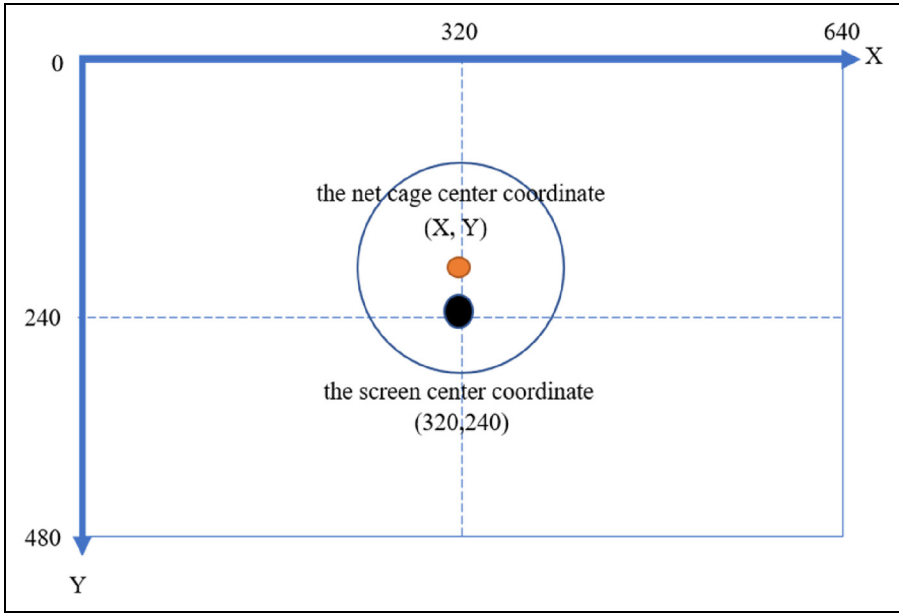 320
640
0
X
the net cage center coordinate
(X, Y)
240
the screen center coordinate
(320,240)
480
Y